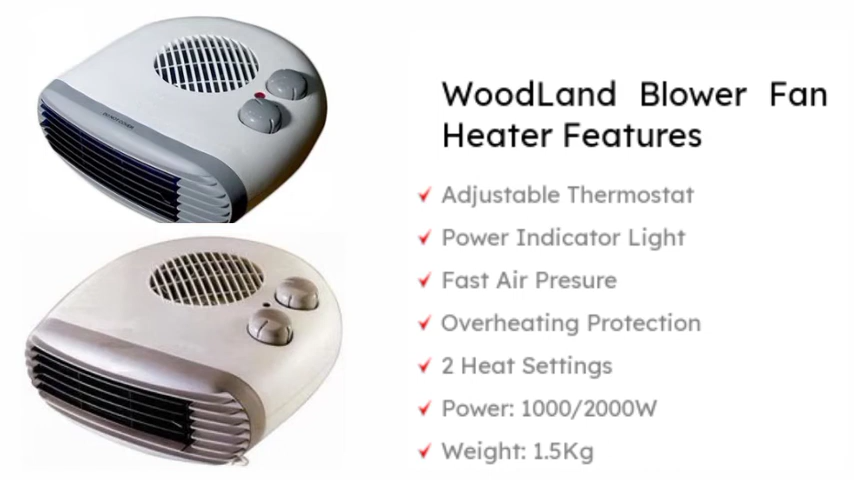 WoodLand Blower Fan
Heater Features
Adjustable Thermostat
Power Indicator Light
Fast Air Presure
Overheating Protection
2 Heat Settings
Power: 1000/2000W
Weight: 1.5Kg